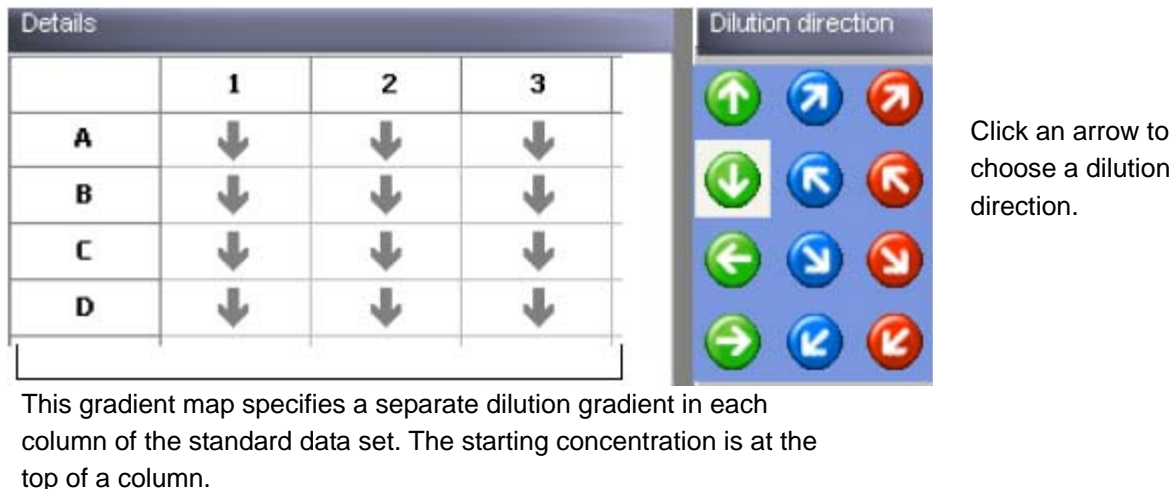 Details
Dilution direction
1 2 3
A
B
C
D
Click an arrow to
choose a dilution
direction.
This gradient map specifies a separate dilution gradient in each
column of the standard data set. The starting concentration is at the
top of a column.